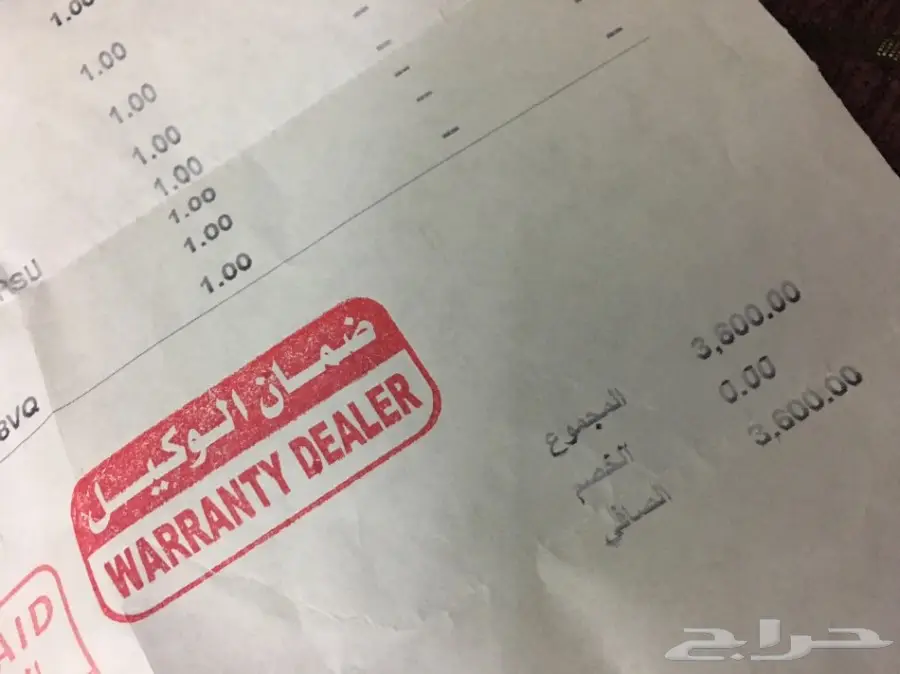 1.00
1.00
1.00
1.00
1.00
1.00
1.00
PSU
1.00
8VQ
ضمان الوكيل
WARRANTY DEALER
المجموع 3,600.00
الخصم 0.00
الصافي 3,600.00
AID
حراج